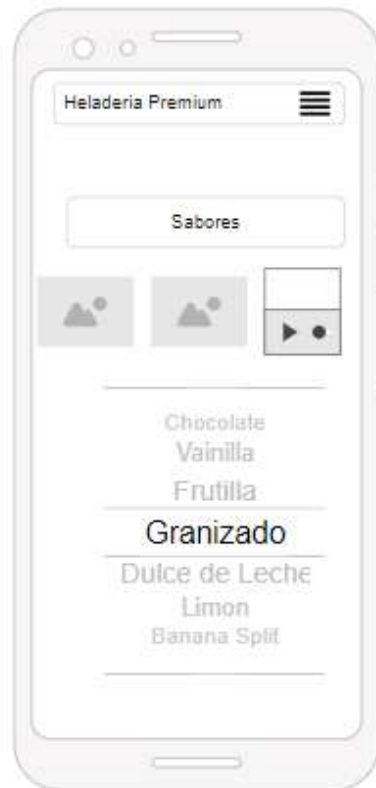 Heladeria Premium
Sabores
Chocolate
Vainilla
Frutilla
Granizado
Dulce de Leche
Limon
Banana Split